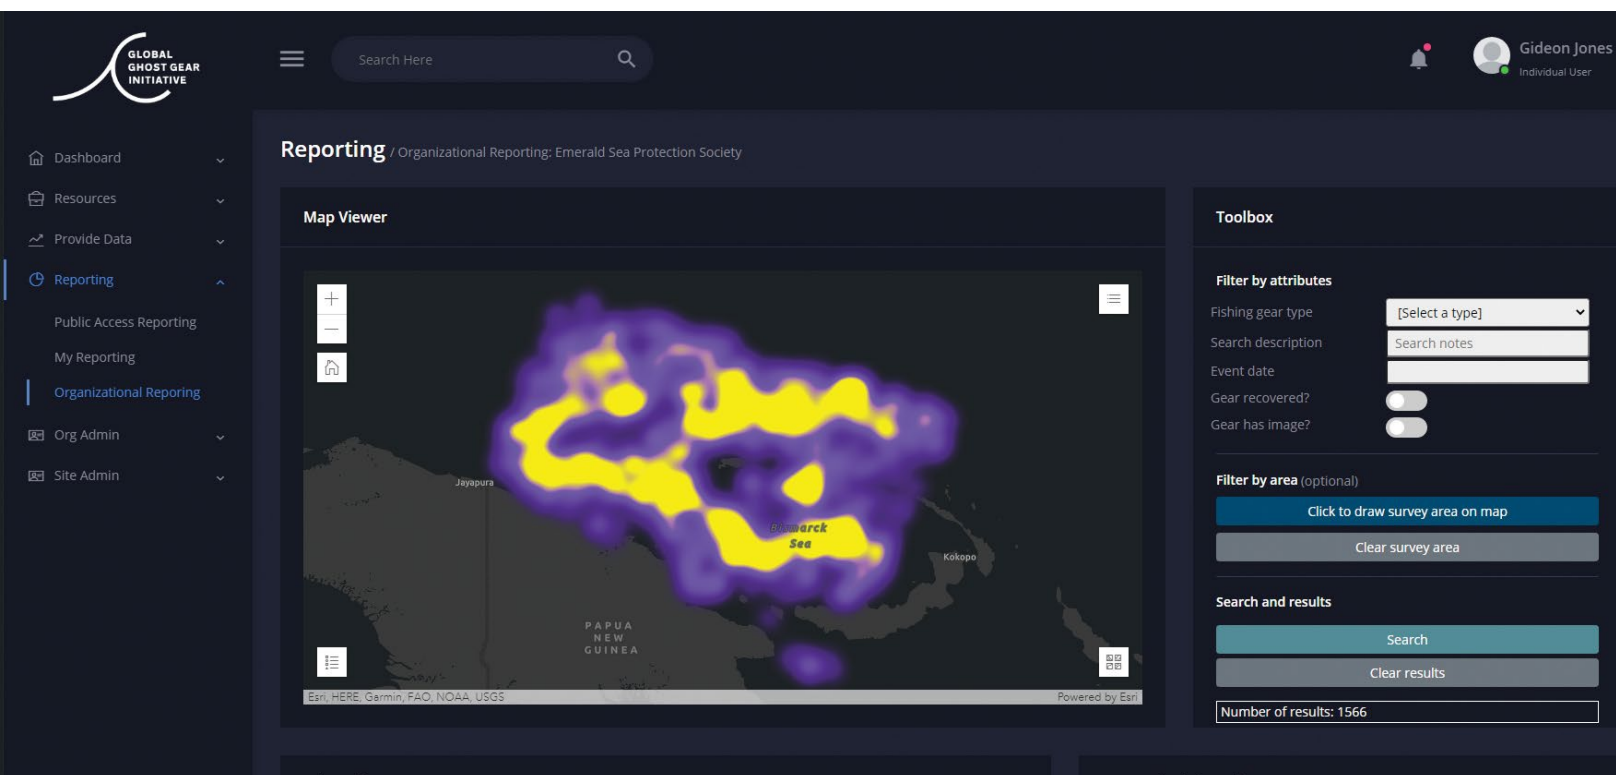 GLOBAL
GHOST GEAR
INITIATIVE
Search Here
Gideon Jones
Individual User
Dashboard
Resources
Provide Data
Reporting
Public Access Reporting
My Reporting
Organizational Reporing
Org Admin
Site Admin
Reporting / Organizational Reporting: Emerald Sea Protection Society
Map Viewer
Jayapura
Bismarck
Sea
Kokopo
PAPUA
NEW
GUINEA
Esri, HERE, Garmin, FAO, NOAA, USGS
Powered by Esri
Toolbox
Filter by attributes
Fishing gear type [Select a type]
Search description Search notes
Event date
Gear recovered?
Gear has image?
Filter by area (optional)
Click to draw survey area on map
Clear survey area
Search and results
Search
Clear results
Number of results: 1566